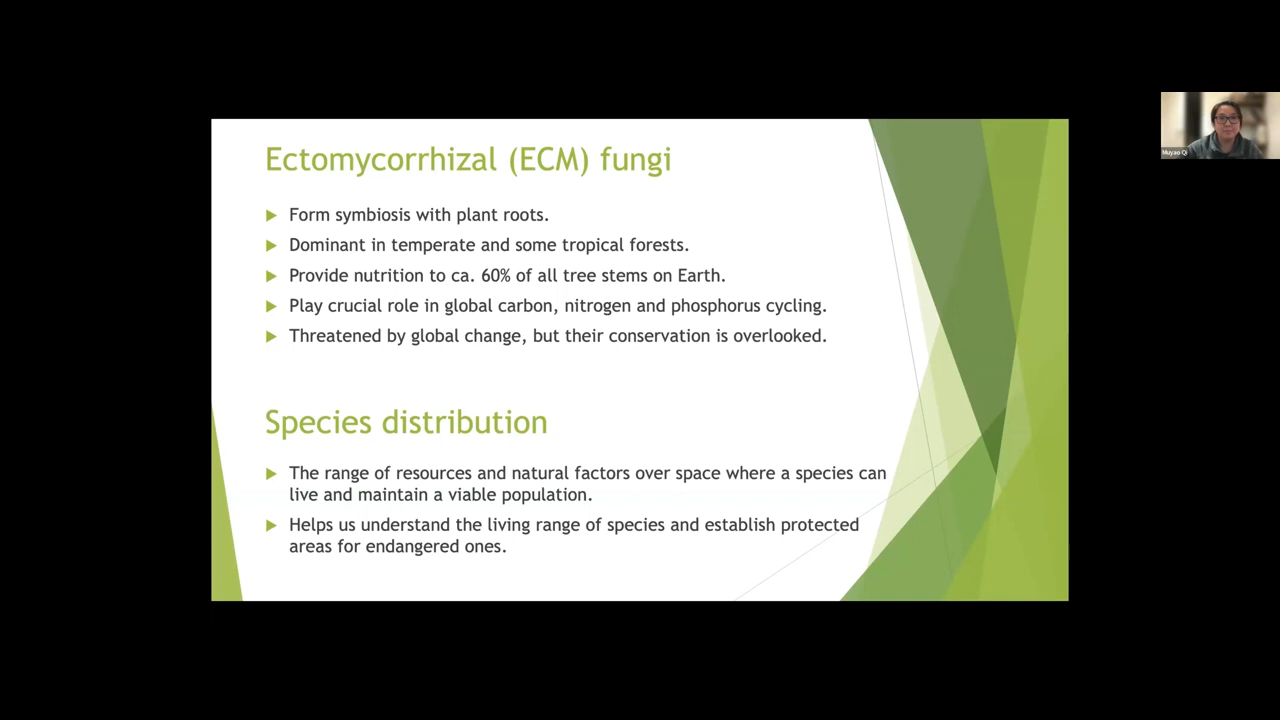 Ectomycorrhizal (ECM) fungi
Form symbiosis with plant roots.
Dominant in temperate and some tropical forests.
Provide nutrition to ca. 60% of all tree stems on Earth.
Play crucial role in global carbon, nitrogen and phosphorus cycling.
Threatened by global change, but their conservation is overlooked.
Species distribution
The range of resources and natural factors over space where a species can
live and maintain a viable population.
Helps us understand the living range of species and establish protected
areas for endangered ones.
Muyao Qi